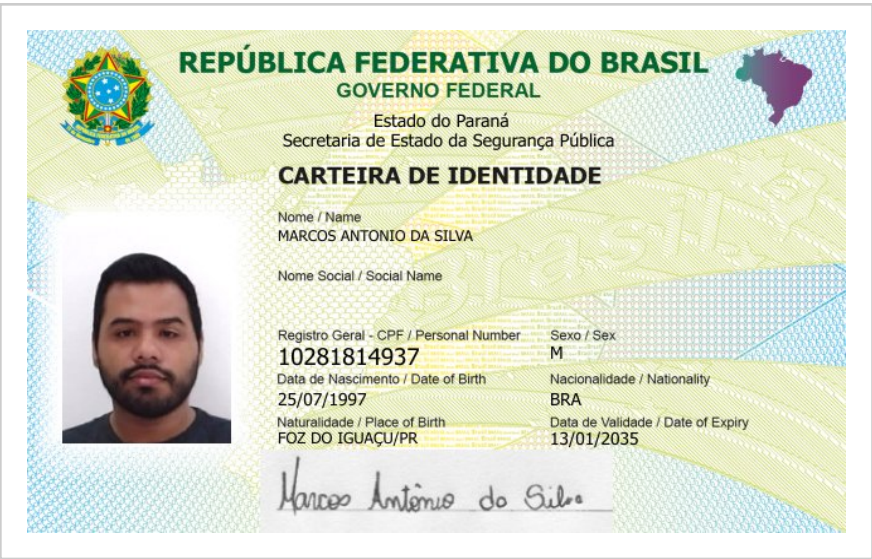 REPÚBLICA FEDERATIVA DO BRASIL
GOVERNO FEDERAL
Estado do Paraná
Secretaria de Estado da Segurança Pública
CARTEIRA DE IDENTIDADE
Nome / Name
MARCOS ANTONIO DA SILVA
Nome Social / Social Name
Registro Geral - CPF / Personal Number Sexo / Sex
10281814937 M
Data de Nascimento / Date of Birth Nacionalidade / Nationality
25/07/1997 BRA
Naturalidade / Place of Birth Data de Validade / Date of Expiry
FOZ DO IGUAÇU/PR 13/01/2035
Marcos Antônio da Silva
Brasil